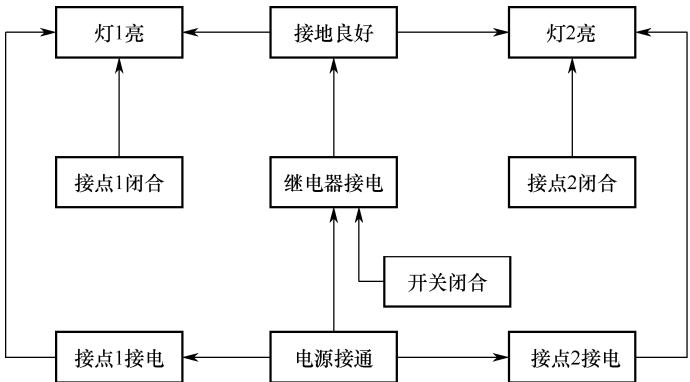 灯1亮
接地良好
灯2亮
接点1闭合
继电器接电
接点2闭合
开关闭合
接点1接电
电源接通
接点2接电